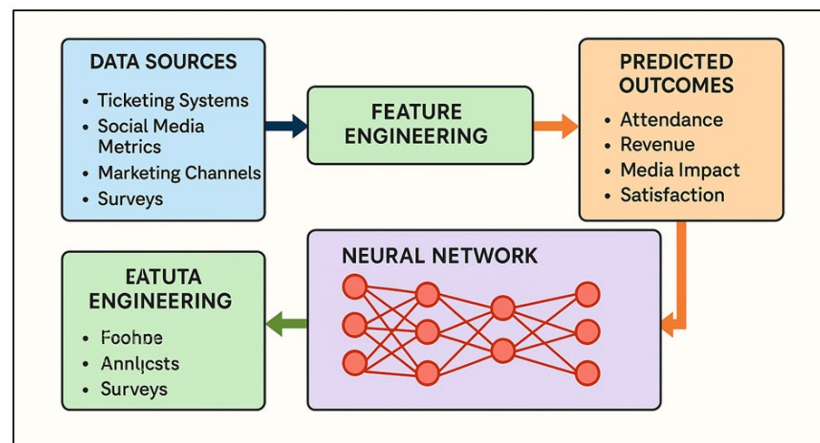 DATA SOURCES
• Ticketing Systems
• Social Media
Metrics
• Marketing Channels
• Surveys
FEATURE
ENGINEERING
PREDICTED
OUTCOMES
• Attendance
• Revenue
• Media Impact
• Satisfaction
NEURAL NETWORK
EATUTA
ENGINEERING
• Surveys